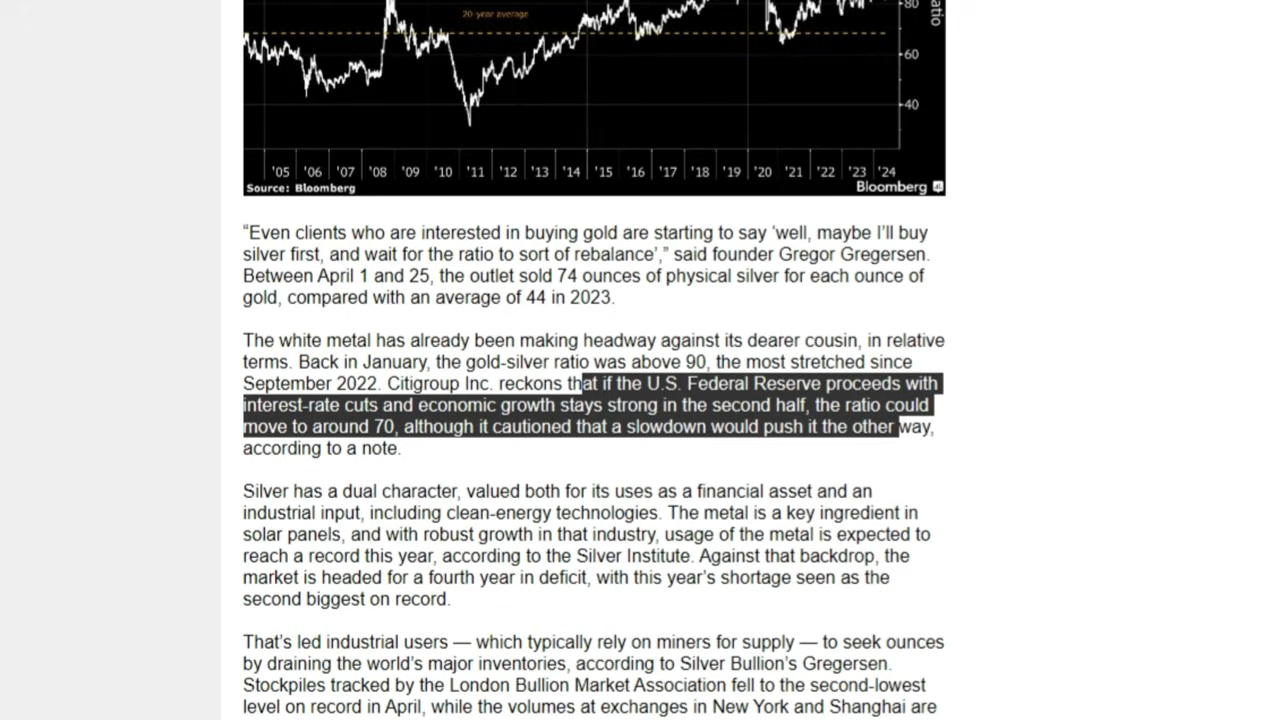 80
20-year average
60
40
'05 '06 '07 '08 '09 '10 '11 '12 '13 '14 '15 '16 '17 '18 '19 '20 '21 '22 '23 '24
Source: Bloomberg
Bloomberg
“Even clients who are interested in buying gold are starting to say ‘well, maybe I’ll buy
silver first, and wait for the ratio to sort of rebalance’,” said founder Gregor Gregersen.
Between April 1 and 25, the outlet sold 74 ounces of physical silver for each ounce of
gold, compared with an average of 44 in 2023.
The white metal has already been making headway against its dearer cousin, in relative
terms. Back in January, the gold-silver ratio was above 90, the most stretched since
September 2022. Citigroup Inc. reckons that if the U.S. Federal Reserve proceeds with
interest-rate cuts and economic growth stays strong in the second half, the ratio could
move to around 70, although it cautioned that a slowdown would push it the other way,
according to a note.
Silver has a dual character, valued both for its uses as a financial asset and an
industrial input, including clean-energy technologies. The metal is a key ingredient in
solar panels, and with robust growth in that industry, usage of the metal is expected to
reach a record this year, according to the Silver Institute. Against that backdrop, the
market is headed for a fourth year in deficit, with this year’s shortage seen as the
second biggest on record.
That’s led industrial users — which typically rely on miners for supply — to seek ounces
by draining the world’s major inventories, according to Silver Bullion’s Gregersen.
Stockpiles tracked by the London Bullion Market Association fell to the second-lowest
level on record in April, while the volumes at exchanges in New York and Shanghai are